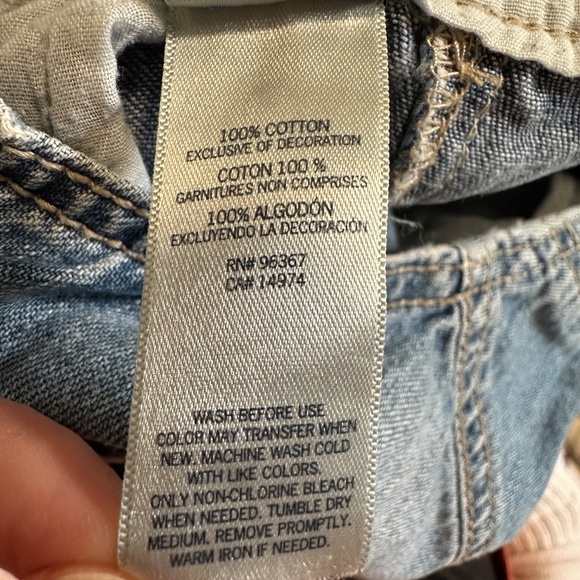 100% COTTON
EXCLUSIVE OF DECORATION
COTON 100 %
GARNITURES NON COMPRISES
100% ALGODÓN
EXCLUYENDO LA DECORACIÓN
RN# 96367
CA# 14974
WASH BEFORE USE
COLOR MAY TRANSFER WHEN
NEW. MACHINE WASH COLD
WITH LIKE COLORS.
ONLY NON-CHLORINE BLEACH
WHEN NEEDED. TUMBLE DRY
MEDIUM. REMOVE PROMPTLY.
WARM IRON IF NEEDED.